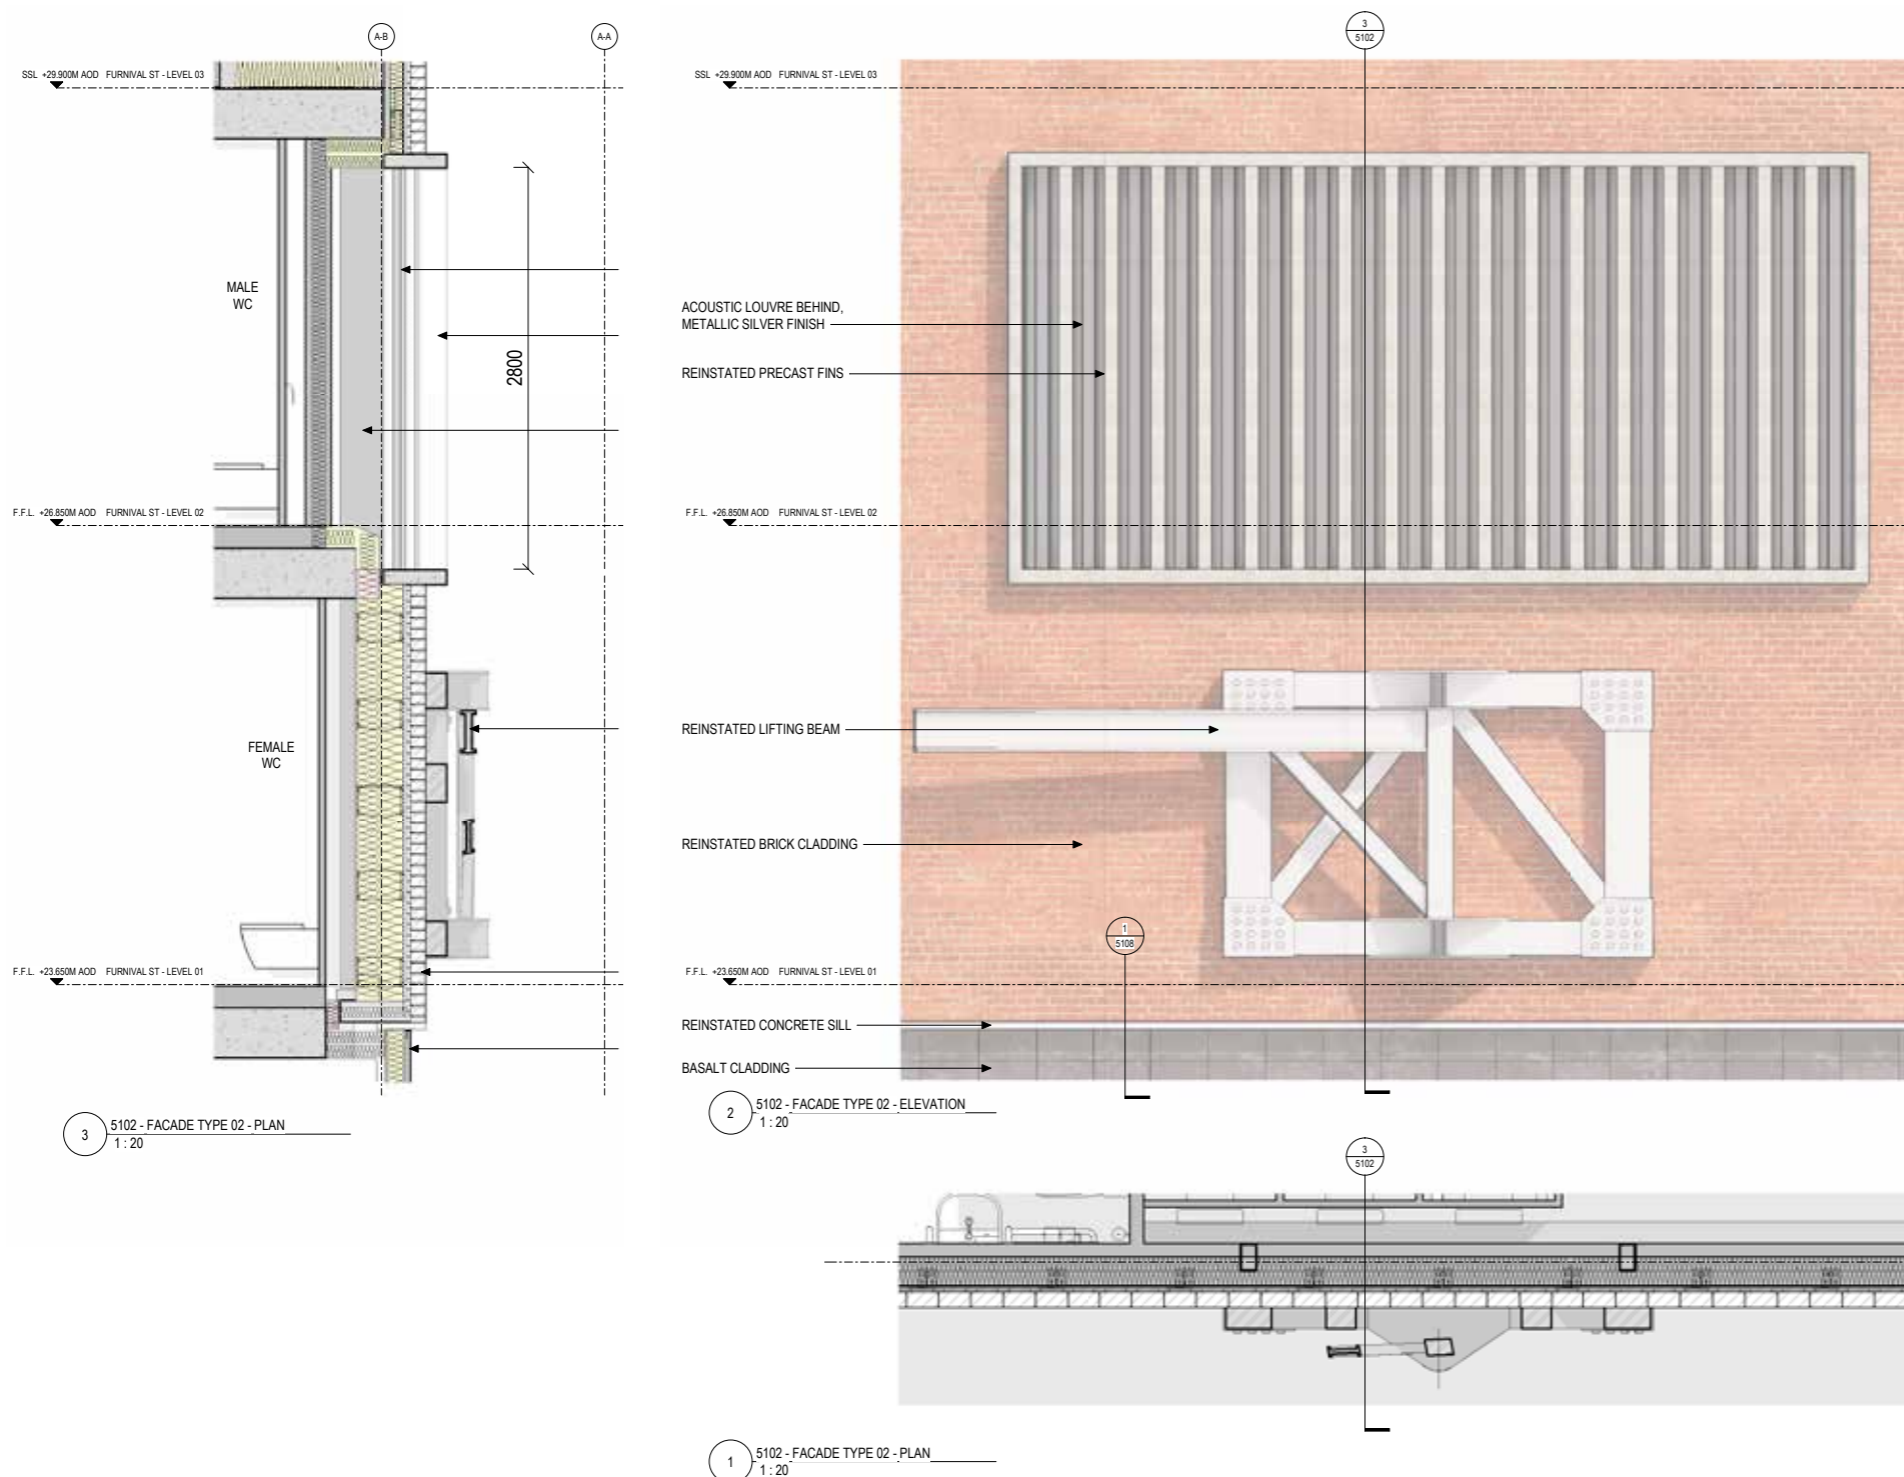 A-B
A-A
SSL +29.900M AOD FURNIVAL ST - LEVEL 03
MALE
WC
2800
F.F.L. +26.850M AOD FURNIVAL ST - LEVEL 02
FEMALE
WC
F.F.L. +23.650M AOD FURNIVAL ST - LEVEL 01
3
5102 - FACADE TYPE 02 - PLAN
1 : 20
3
5102
SSL +29.900M AOD FURNIVAL ST - LEVEL 03
ACOUSTIC LOUVRE BEHIND,
METALLIC SILVER FINISH
REINSTATED PRECAST FINS
F.F.L. +26.850M AOD FURNIVAL ST - LEVEL 02
REINSTATED LIFTING BEAM
REINSTATED BRICK CLADDING
1
5108
F.F.L. +23.650M AOD FURNIVAL ST - LEVEL 01
REINSTATED CONCRETE SILL
BASALT CLADDING
2
5102 - FACADE TYPE 02 - ELEVATION
1 : 20
3
5102
1
5102 - FACADE TYPE 02 - PLAN
1 : 20